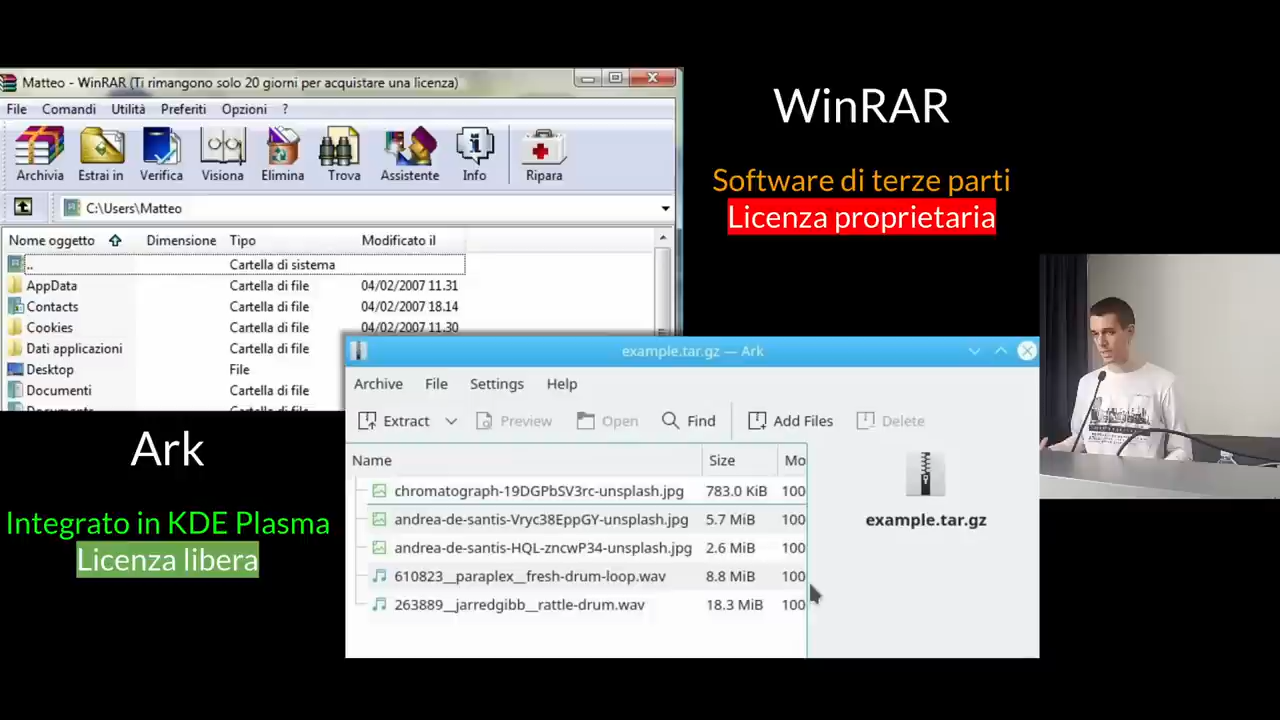 Matteo - WinRAR (Ti rimangono solo 20 giorni per acquistare una licenza)
File Comandi Utilità Preferiti Opzioni ?
Archivia Estrai in Verifica Visiona Elimina Trova Assistente Info Ripara
C:\Users\Matteo
Nome oggetto Dimensione Tipo Modificato il
.. Cartella di sistema
AppData Cartella di file 04/02/2007 11.31
Contacts Cartella di file 04/02/2007 18.14
Cookies Cartella di file 04/02/2007 11.30
Dati applicazioni Cartella di file
Desktop File
Documenti Cartella di file
WinRAR
Software di terze parti
Licenza proprietaria
Ark
Integrato in KDE Plasma
Licenza libera
example.tar.gz — Ark
Archive File Settings Help
Extract Preview Open Find Add Files Delete
Name Size Mo
chromatograph-19DGPbSV3rc-unsplash.jpg 783.0 KiB 100
andrea-de-santis-Vryc38EppGY-unsplash.jpg 5.7 MiB 100
andrea-de-santis-HQL-zncwP34-unsplash.jpg 2.6 MiB 100
610823__paraplex__fresh-drum-loop.wav 8.8 MiB 100
263889__jarredgibb__rattle-drum.wav 18.3 MiB 100
example.tar.gz